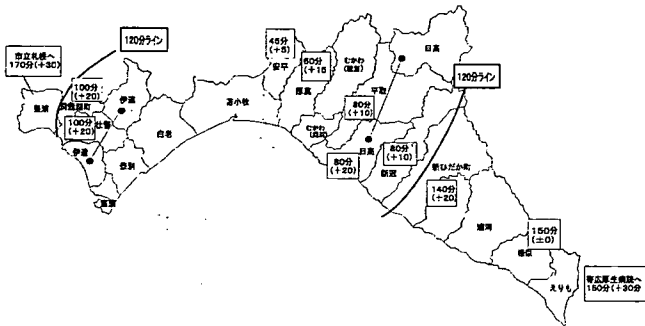 市立札幌へ
170分(+30)
120分ライン
豊浦
洞爺湖町
100分
(+20)
伊達
壮瞥
100分
(+20)
伊達
白老
登別
室蘭
苫小牧
45分
(+5)
安平
60分
(+15
厚真
むかわ
日高
平取
80分
(+10)
むかわ
日高
80分
(+20)
80分
(+10)
新冠
120分ライン
新ひだか町
140分
(+20)
浦河
150分
(±0)
様似
えりも
帯広厚生病院へ
150分(+30分